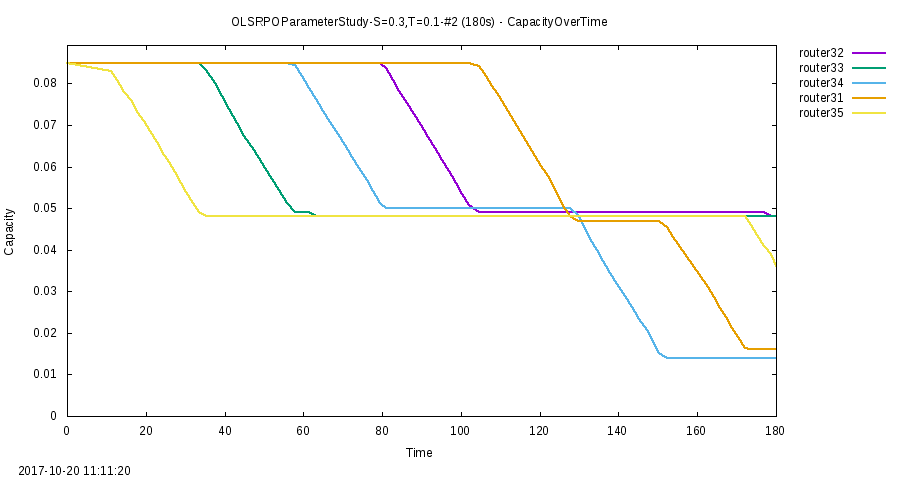 OLSRPOParameterStudy-S=0.3,T=0.1-#2 (180s) - CapacityOverTime
router32
router33
router34
router31
router35
0.08
0.07
0.06
0.05
0.04
0.03
0.02
0.01
0
Capacity
0 20 40 60 80 100 120 140 160 180
Time
2017-10-20 11:11:20